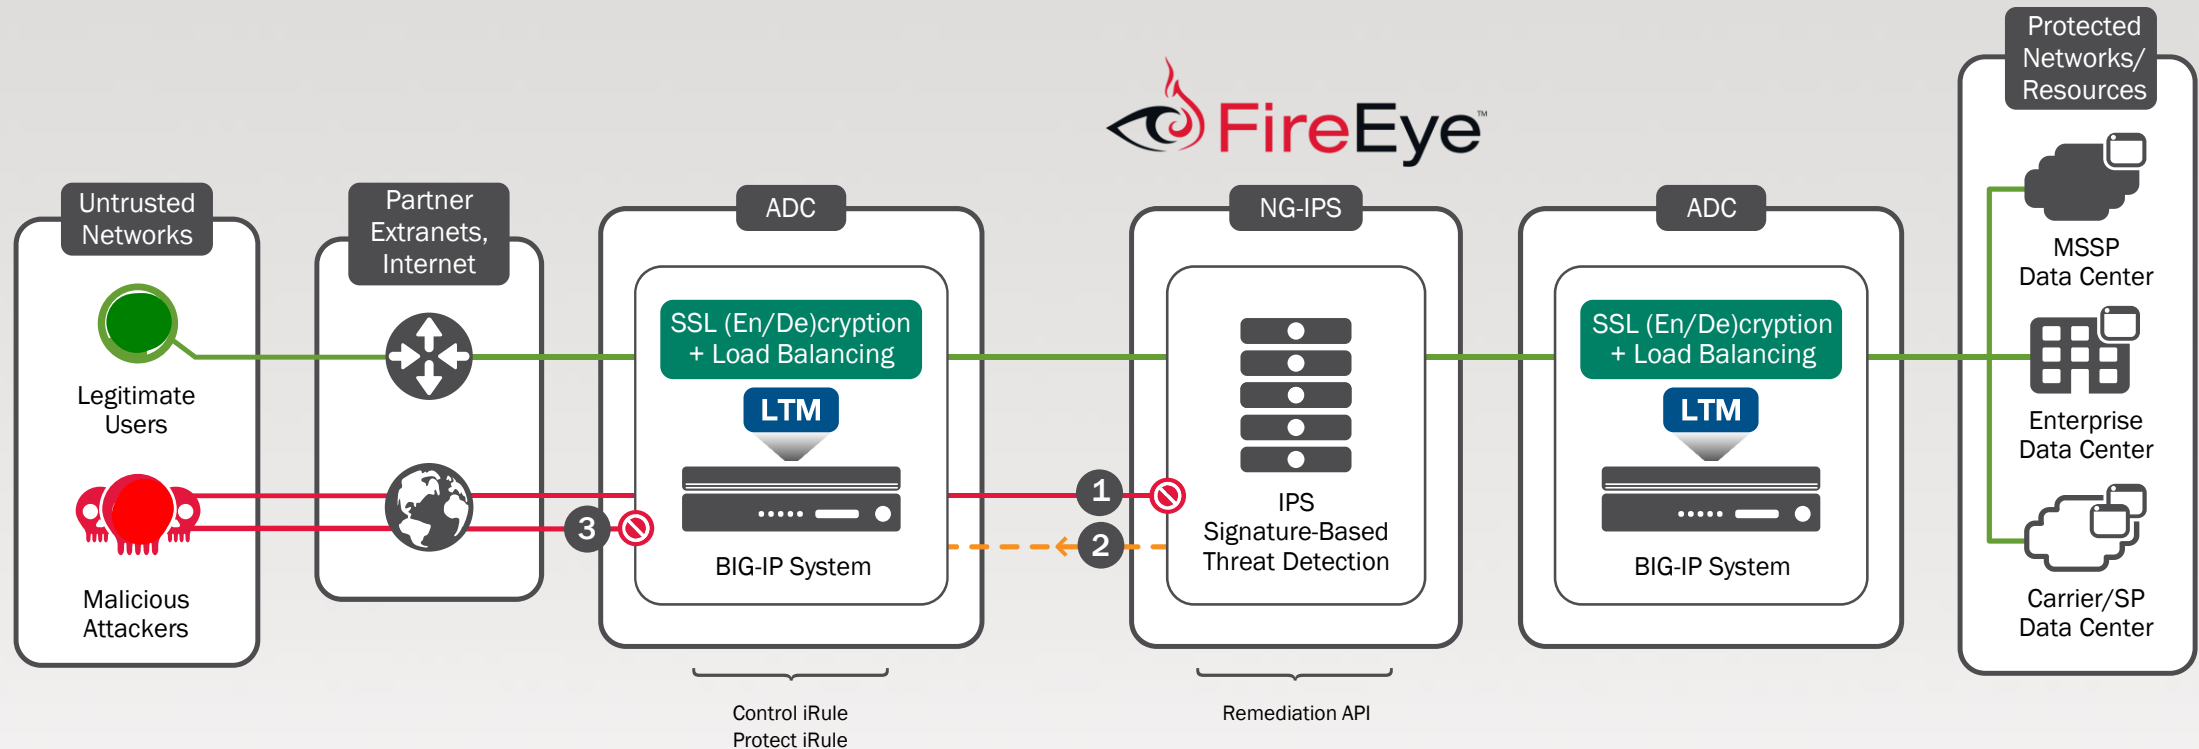 FireEye™
Untrusted
Networks
Legitimate
Users
Malicious
Attackers
Partner
Extranets,
Internet
ADC
SSL (En/De)cryption
+ Load Balancing
LTM
BIG-IP System
3
Control iRule
Protect iRule
1
2
NG-IPS
IPS
Signature-Based
Threat Detection
Remediation API
ADC
SSL (En/De)cryption
+ Load Balancing
LTM
BIG-IP System
Protected
Networks/
Resources
MSSP
Data Center
Enterprise
Data Center
Carrier/SP
Data Center